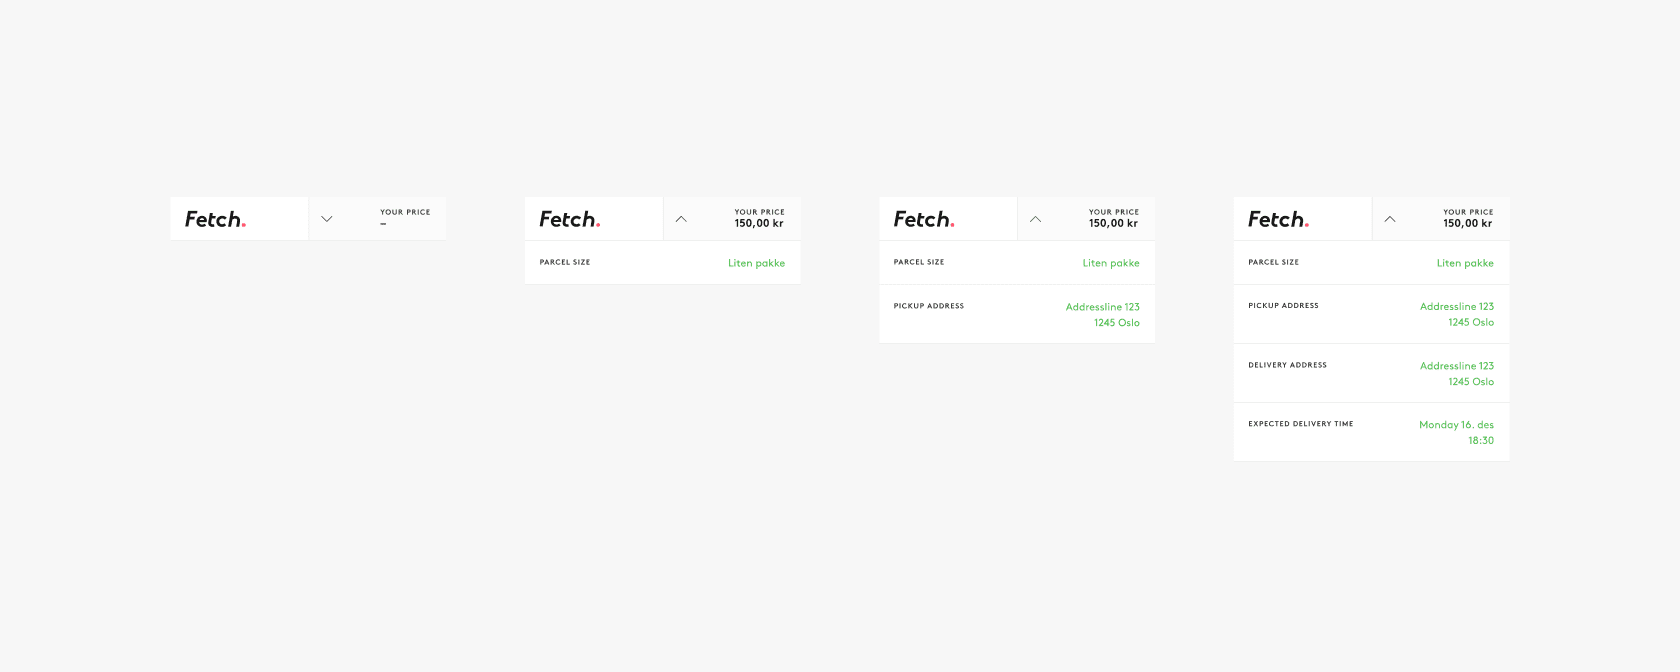 Fetch.
YOUR PRICE
–
Fetch.
YOUR PRICE
150,00 kr
PARCEL SIZE
Liten pakke
Fetch.
YOUR PRICE
150,00 kr
PARCEL SIZE
Liten pakke
PICKUP ADDRESS
Addressline 123
1245 Oslo
Fetch.
YOUR PRICE
150,00 kr
PARCEL SIZE
Liten pakke
PICKUP ADDRESS
Addressline 123
1245 Oslo
DELIVERY ADDRESS
Addressline 123
1245 Oslo
EXPECTED DELIVERY TIME
Monday 16. des
18:30